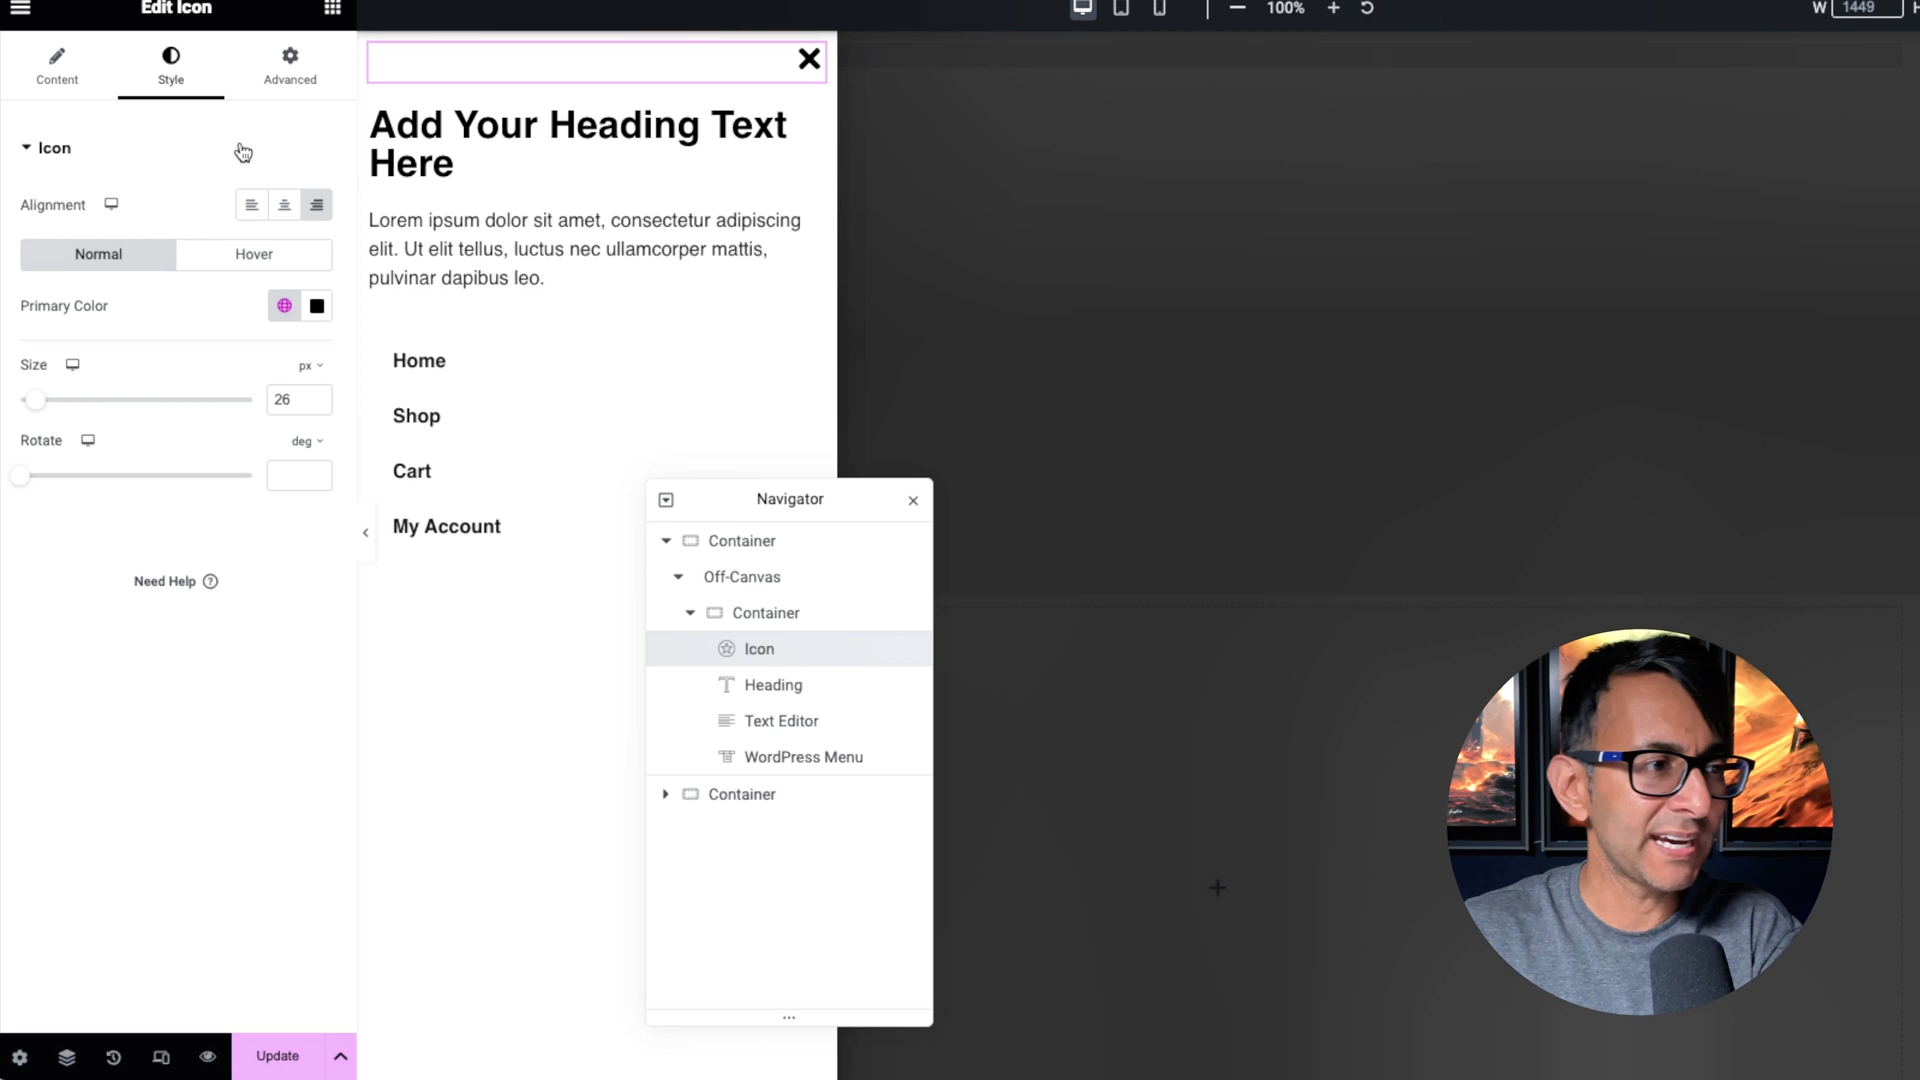 Edit Icon
100%
W 1449 H
Content
Style
Advanced
Icon
Alignment
Normal
Hover
Primary Color
Size
px
26
Rotate
deg
Need Help ?
Update
Add Your Heading Text
Here
Lorem ipsum dolor sit amet, consectetur adipiscing
elit. Ut elit tellus, luctus nec ullamcorper mattis,
pulvinar dapibus leo.
Home
Shop
Cart
My Account
Navigator
Container
Off-Canvas
Container
Icon
Heading
Text Editor
WordPress Menu
Container